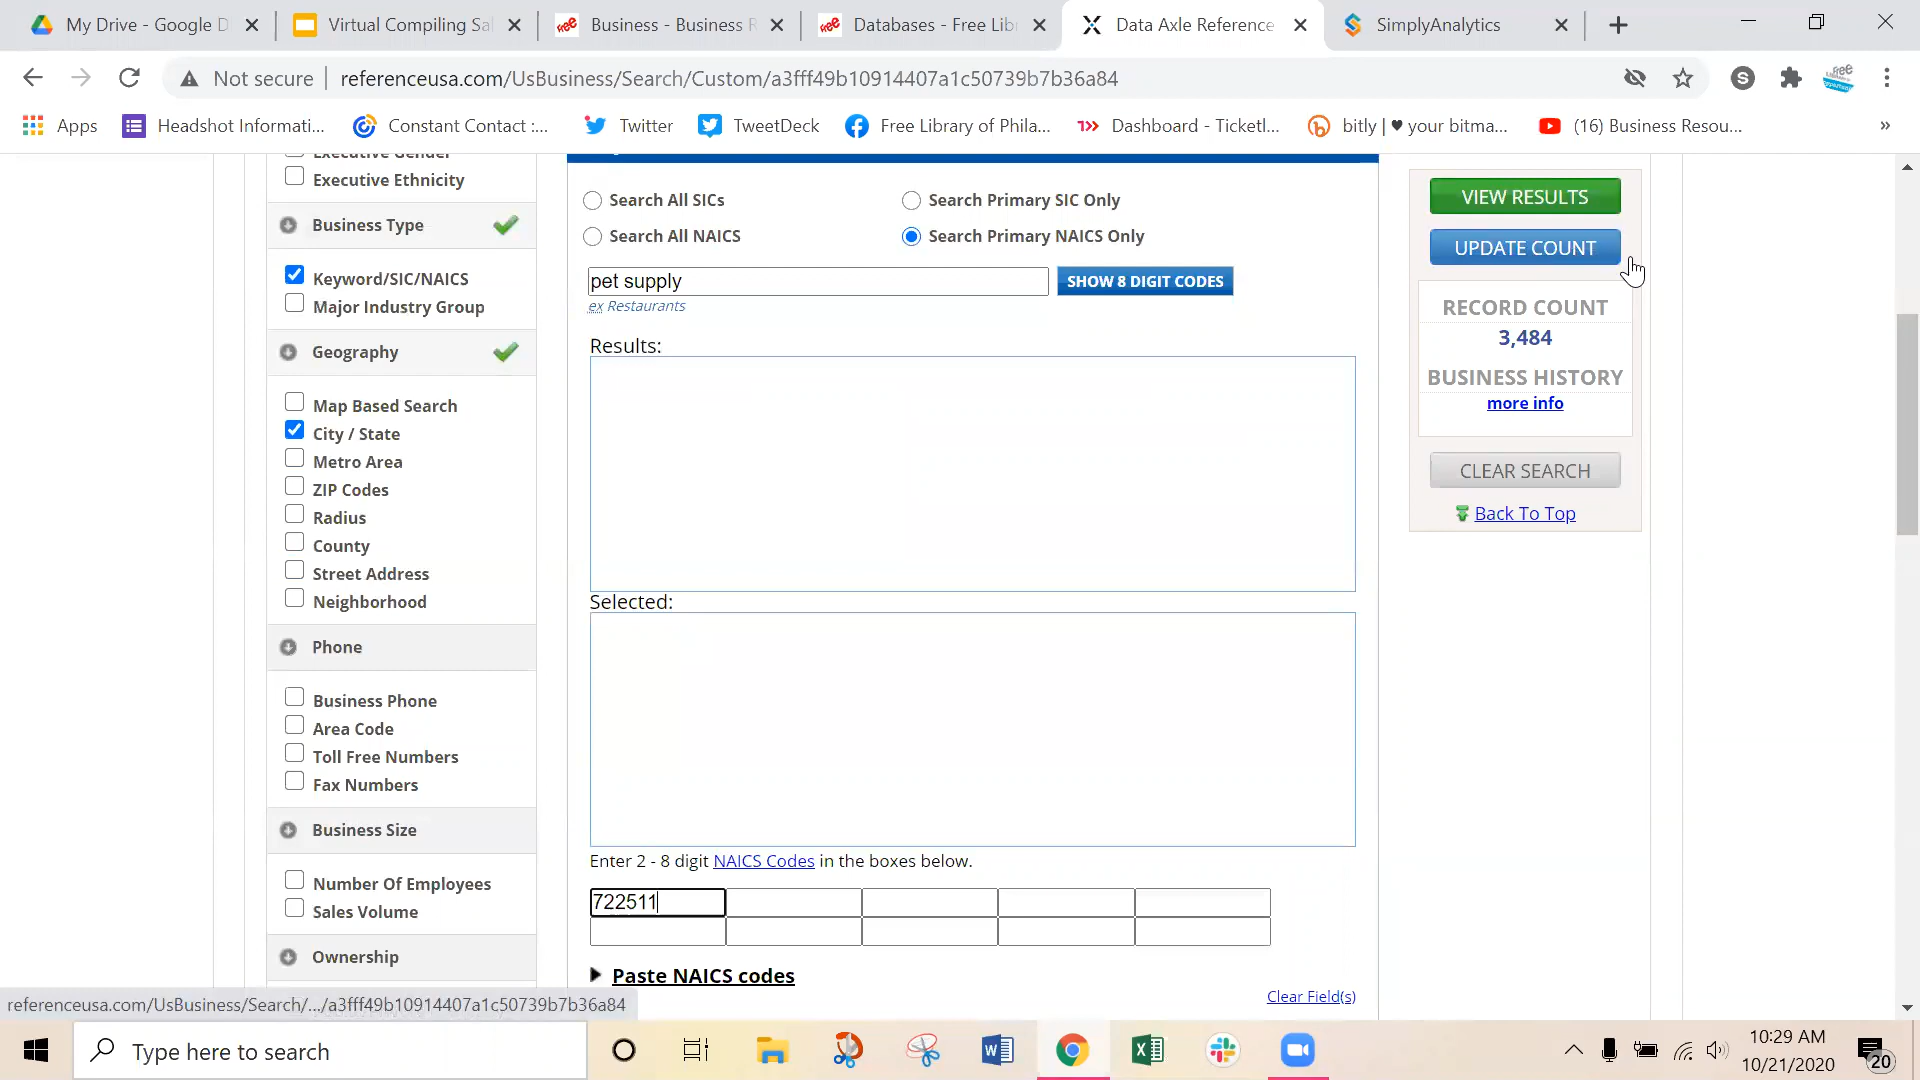 My Drive - Google D
Virtual Compiling Sal
Business - Business R
Databases - Free Lib
Data Axle Reference
SimplyAnalytics
Not secure
referenceusa.com/UsBusiness/Search/Custom/a3fff49b10914407a1c50739b7b36a84
S
Apps
Headshot Informati...
Constant Contact :...
Twitter
TweetDeck
Free Library of Phila...
Dashboard - Ticketl...
bitly | ♥ your bitma...
(16) Business Resou...
»
Executive Gender
Executive Ethnicity
Business Type
Keyword/SIC/NAICS
Major Industry Group
Geography
Map Based Search
City / State
Metro Area
ZIP Codes
Radius
County
Street Address
Neighborhood
Phone
Business Phone
Area Code
Toll Free Numbers
Fax Numbers
Business Size
Number Of Employees
Sales Volume
Ownership
Search All SICs
Search Primary SIC Only
Search All NAICS
Search Primary NAICS Only
pet supply
SHOW 8 DIGIT CODES
ex Restaurants
Results:
Selected:
Enter 2 - 8 digit NAICS Codes in the boxes below.
722511
Paste NAICS codes
Clear Field(s)
VIEW RESULTS
UPDATE COUNT
RECORD COUNT
3,484
BUSINESS HISTORY
more info
CLEAR SEARCH
Back To Top
referenceusa.com/UsBusiness/Search/.../a3fff49b10914407a1c50739b7b36a84
Type here to search
10:29 AM
10/21/2020
20